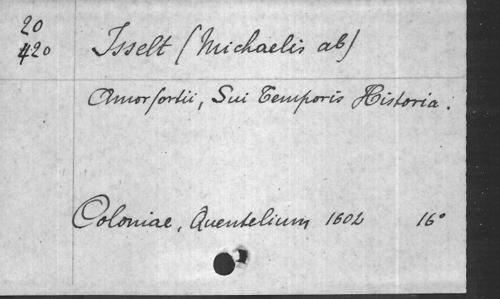 20
420
Isselt (Michaelis ab)
Amorfortii, Sui Temporis Historia.
Coloniae, Quentelium 1602 16°